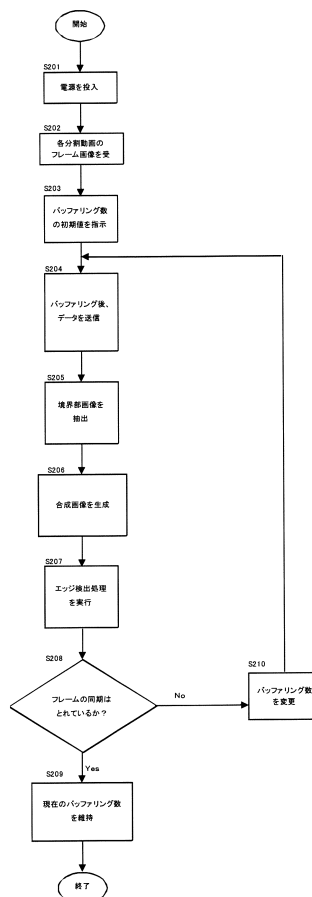 開始
S201
電源を投入
S202
各分割動画の
フレーム画像を受
S203
バッファリング数
の初期値を指示
S204
バッファリング後、
データを送信
S205
境界部画像を
抽出
S206
合成画像を生成
S207
エッジ検出処理
を実行
S208
フレームの同期は
とれているか？
No
S210
バッファリング数
を変更
Yes
S209
現在のバッファリング数
を維持
終了